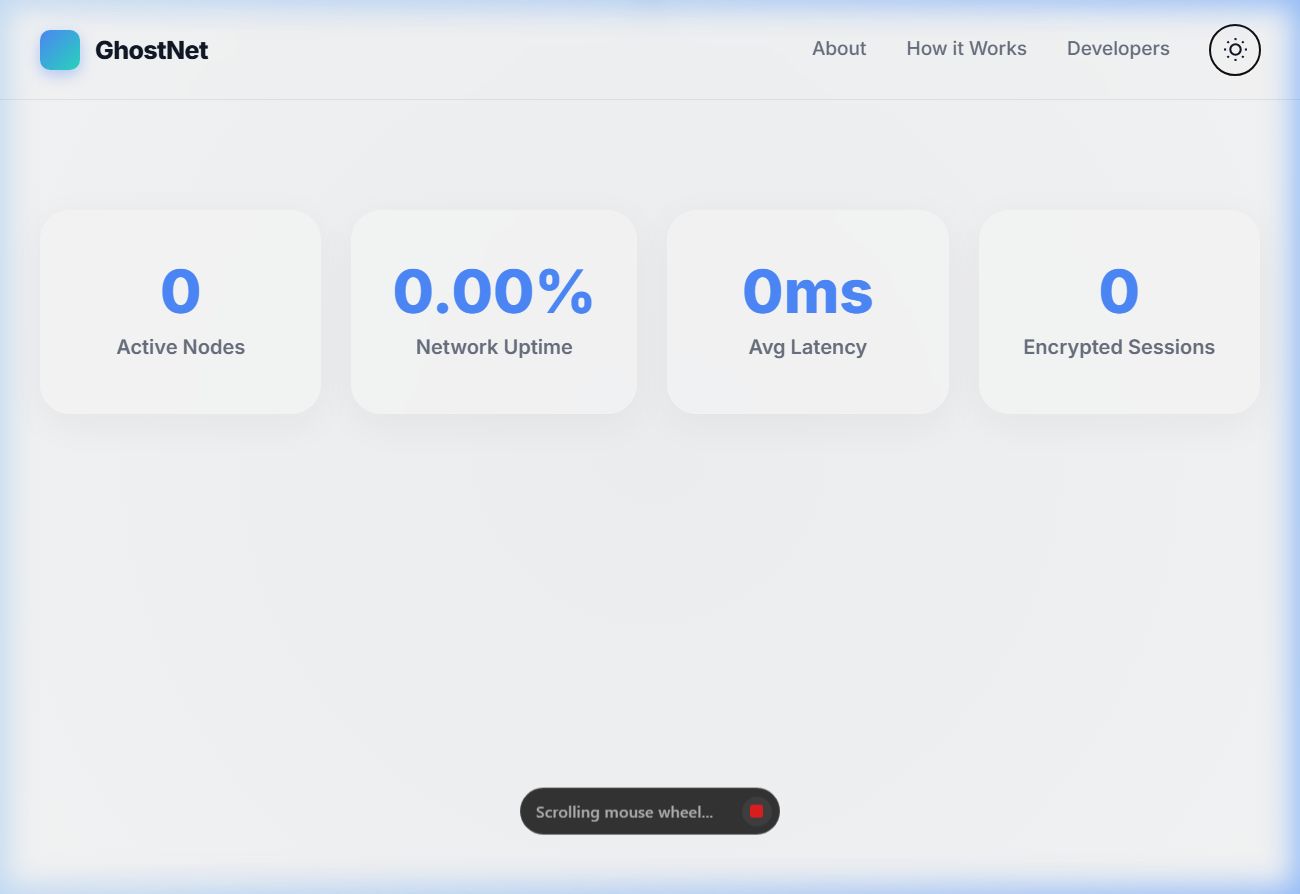 GhostNet
About
How it Works
Developers
0
Active Nodes
0.00%
Network Uptime
0ms
Avg Latency
0
Encrypted Sessions
Scrolling mouse wheel...